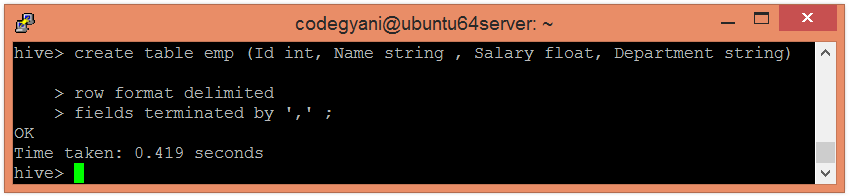 codegyani@ubuntu64server: ~
hive> create table emp (Id int, Name string , Salary float, Department string)
    > row format delimited
    > fields terminated by ',' ;
OK
Time taken: 0.419 seconds
hive>